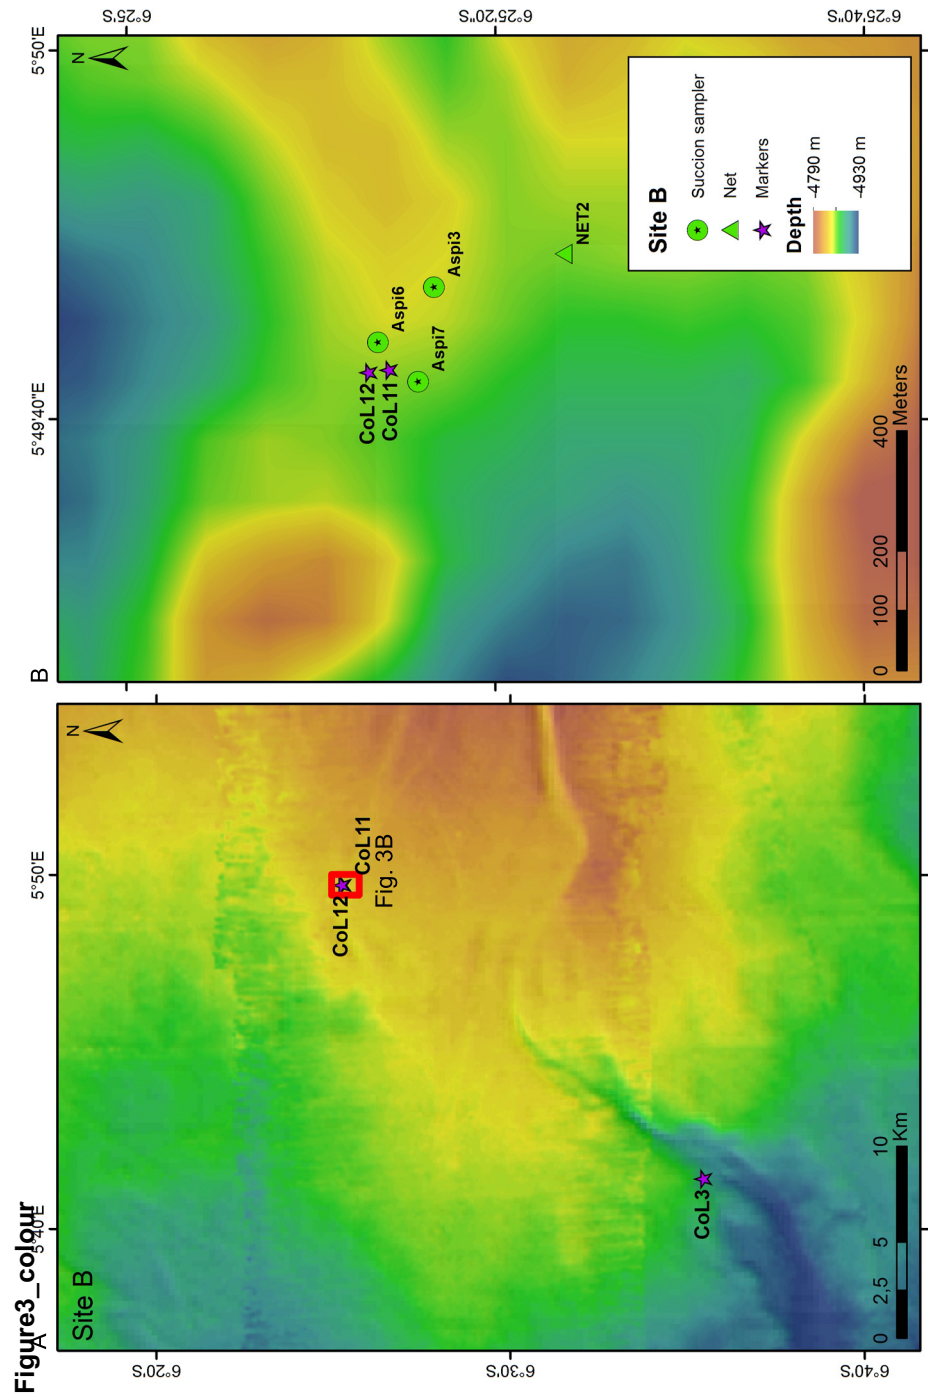 Figure3_colour
A
Site B
5°40'E
5°50'E
N
6°20'S
6°30'S
6°40'S
CoL12
CoL11
Fig. 3B
CoL3
0
2,5
5
10
Km
B
5°49'40"E
5°50'E
N
6°25'S
6°25'20"S
6°25'40"S
CoL12
CoL11
Aspi6
Aspi7
Aspi3
NET2
0
100
200
400
Meters
Site B
Succion sampler
Net
Markers
Depth
-4790 m
-4930 m